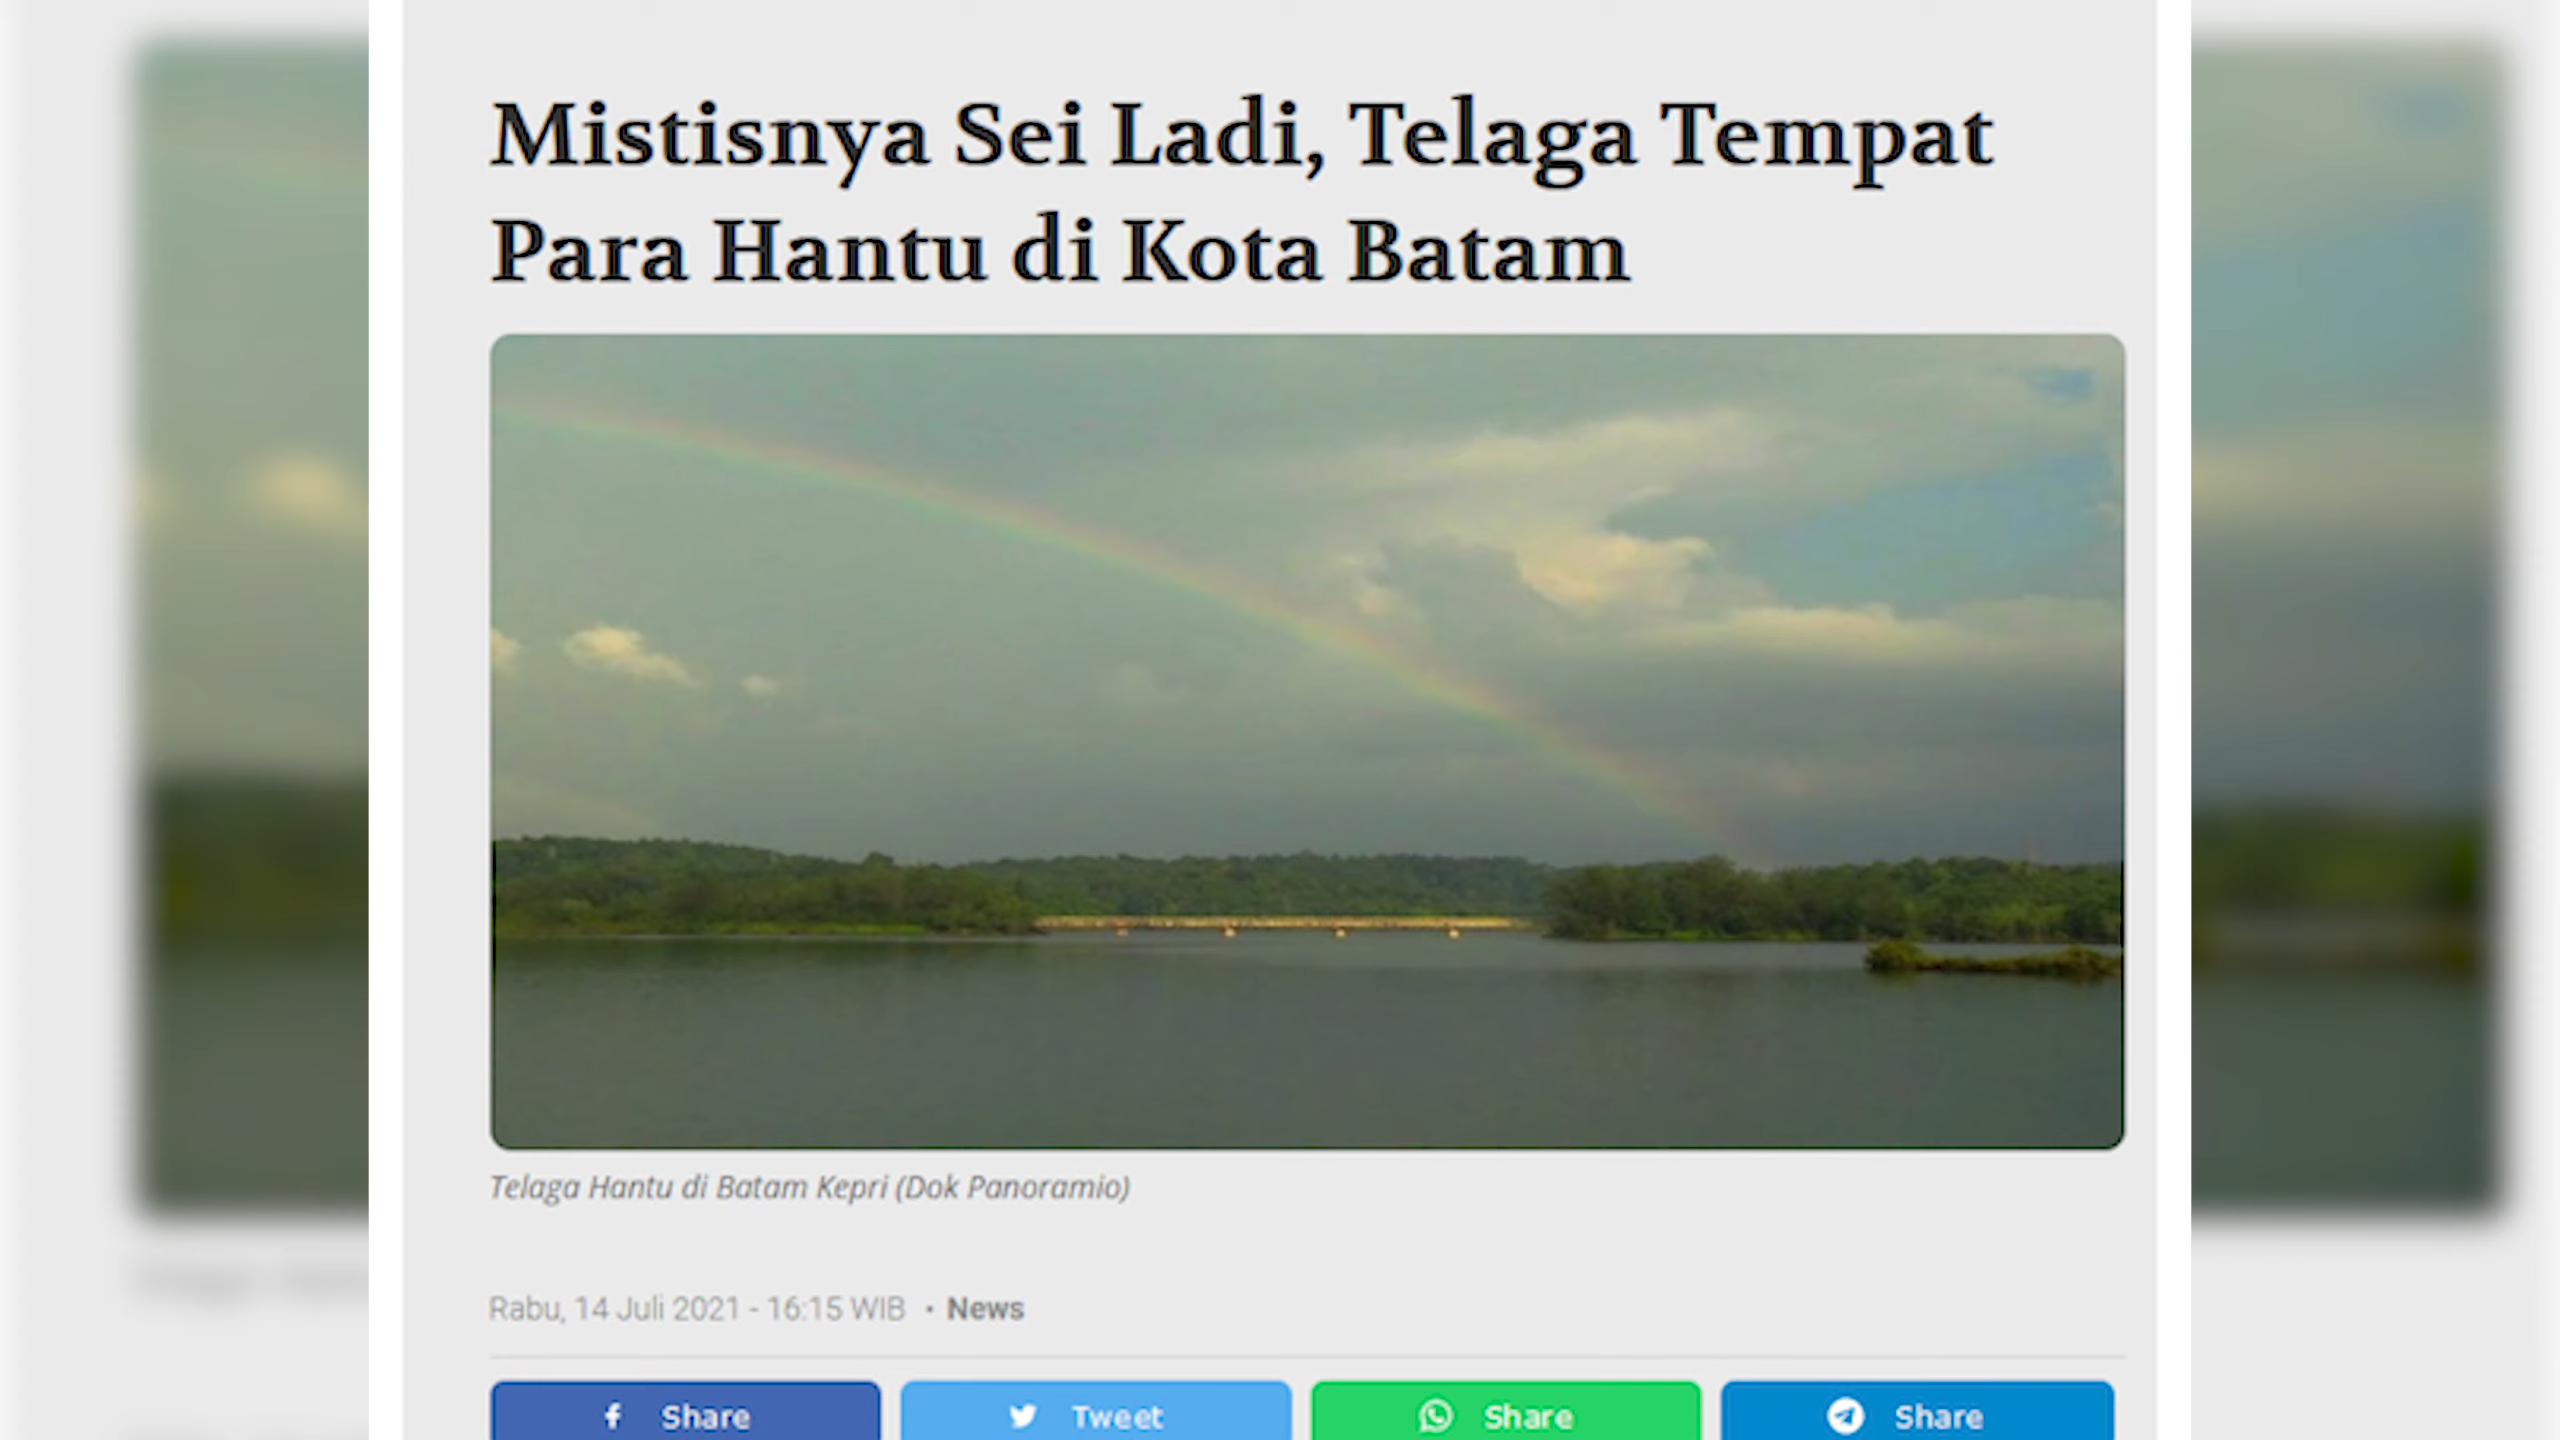 Mistisnya Sei Ladi, Telaga Tempat
Para Hantu di Kota Batam
Telaga Hantu di Batam Kepri (Dok Panoramio)
Rabu, 14 Juli 2021 - 16:15 WIB • News
Share
Tweet
Share
Share